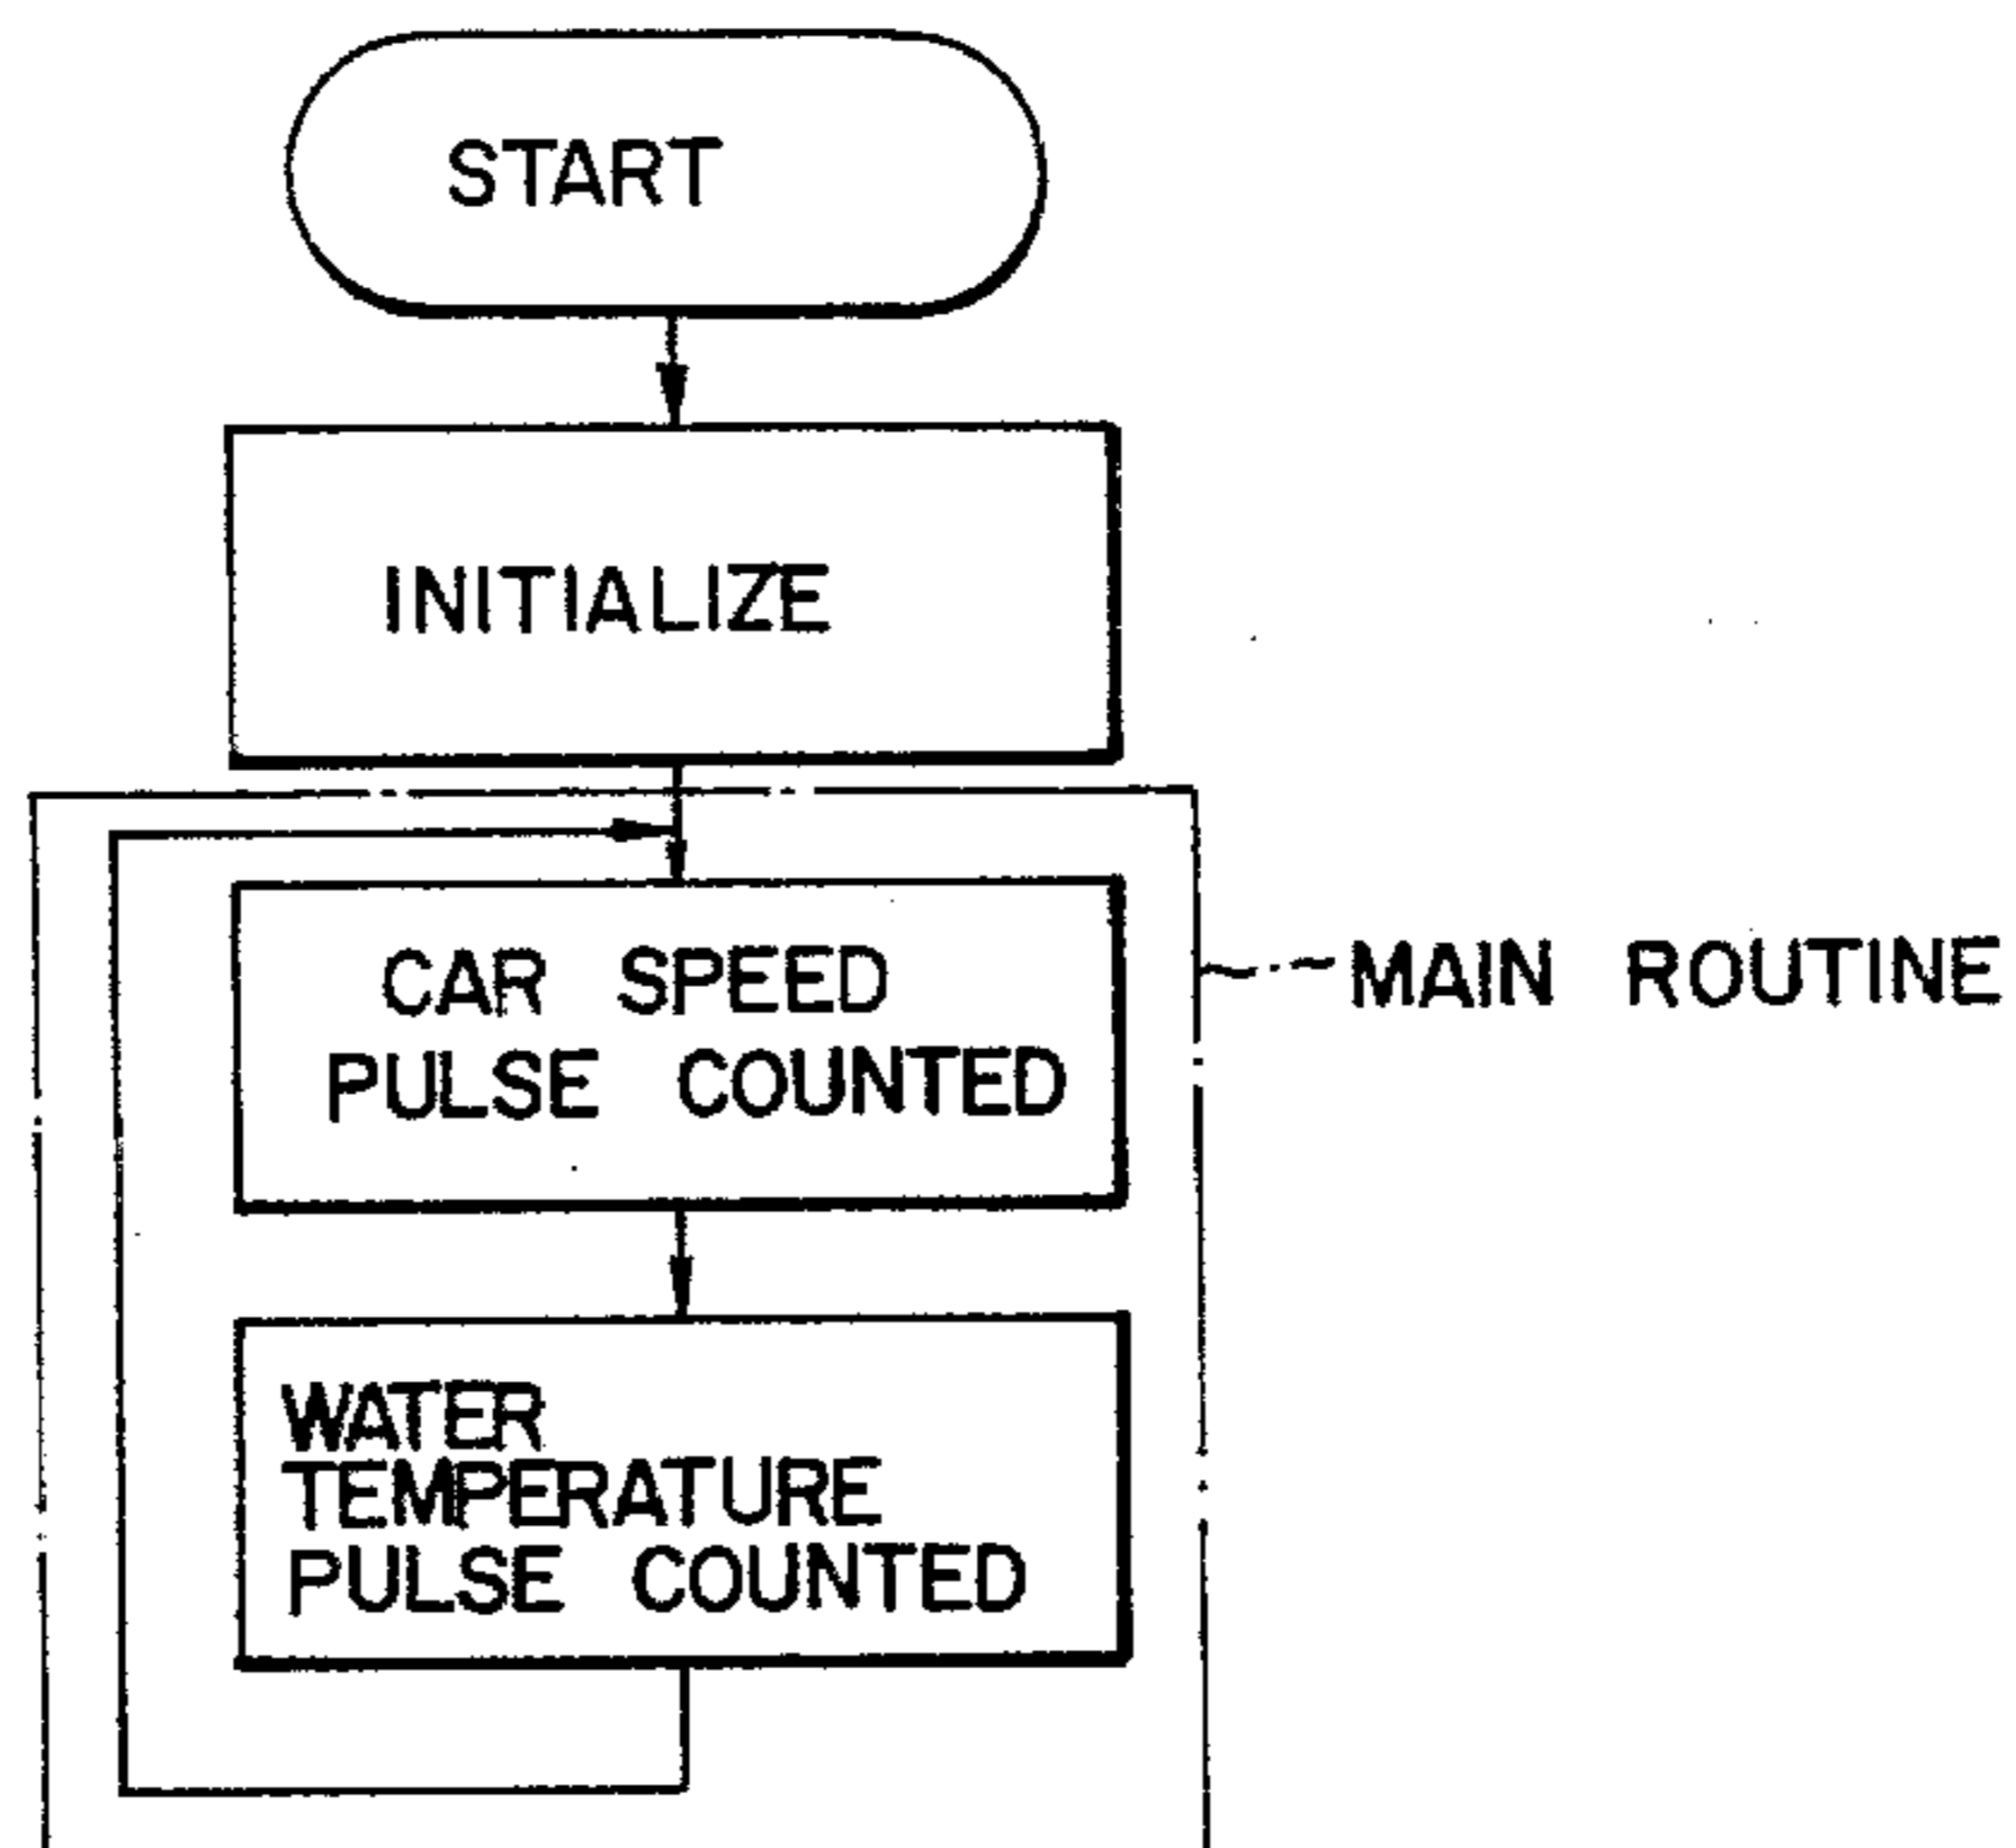 START
INITIALIZE
CAR SPEED
PULSE COUNTED
MAIN ROUTINE
WATER
TEMPERATURE
PULSE COUNTED